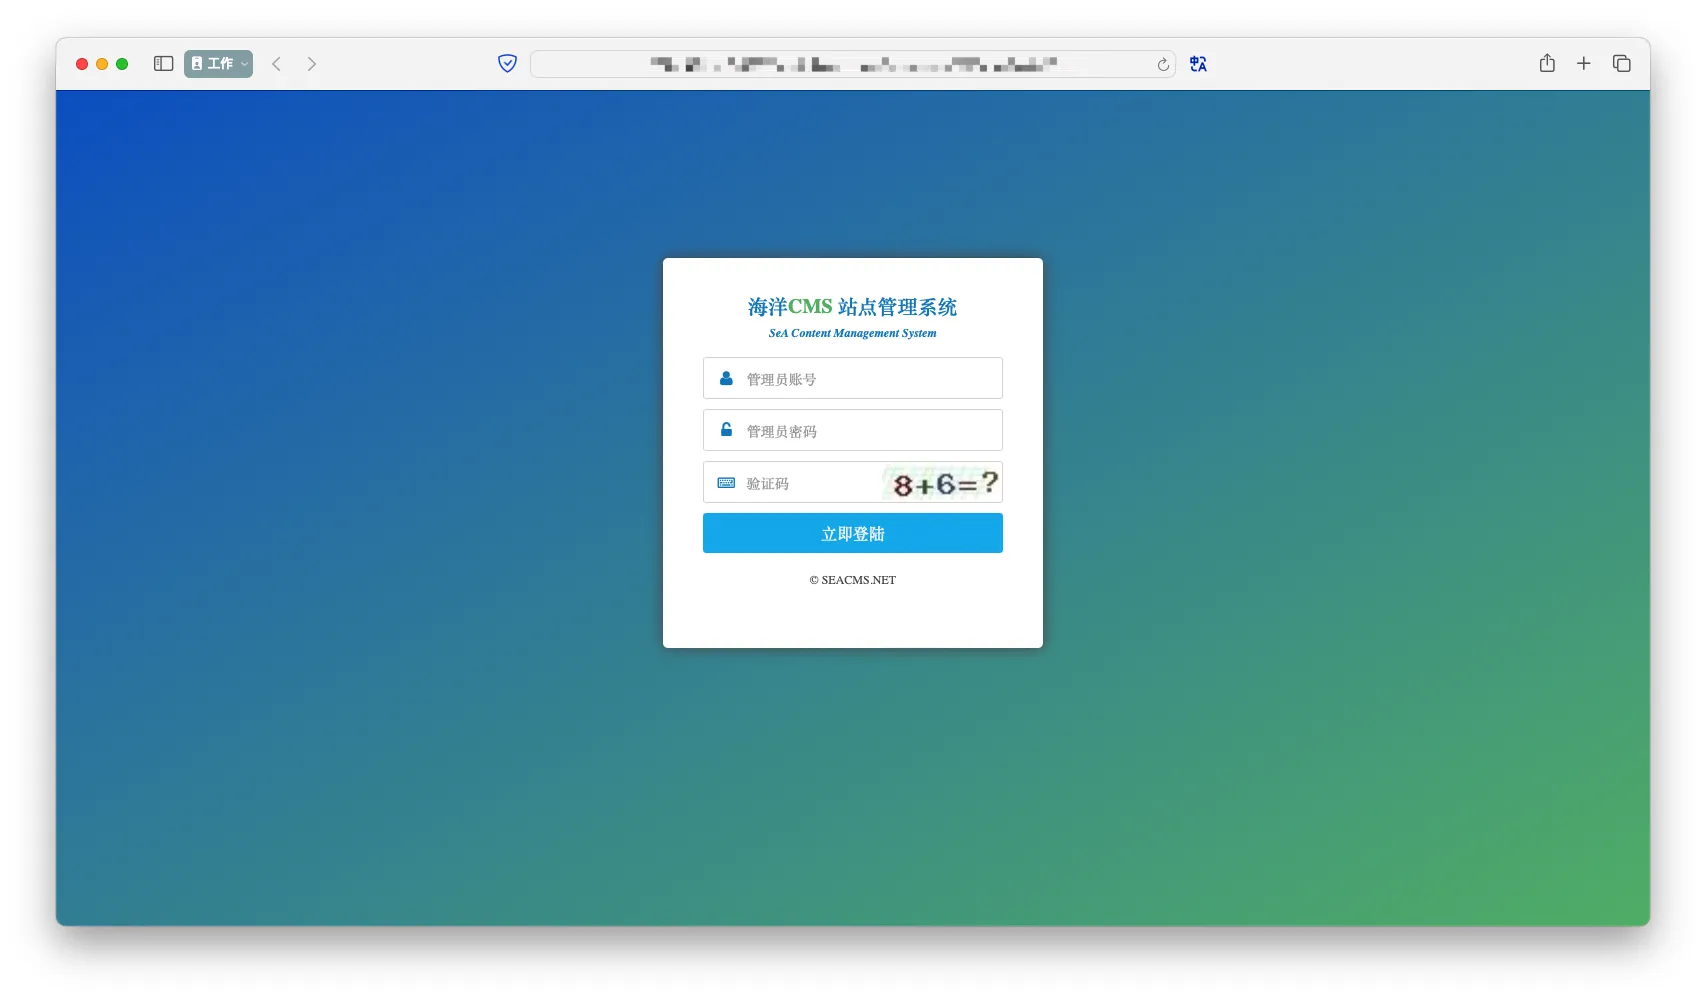 工作
海洋CMS 站点管理系统
SeA Content Management System
管理员账号
管理员密码
验证码 8+6=?
立即登陆
© SEACMS.NET